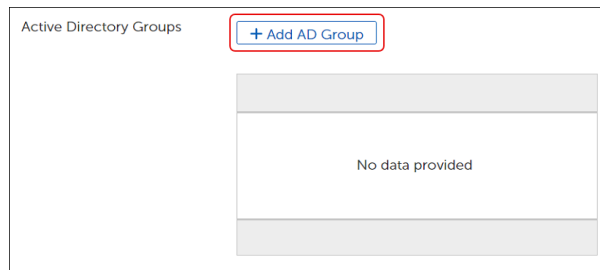 Active Directory Groups
+ Add AD Group
No data provided